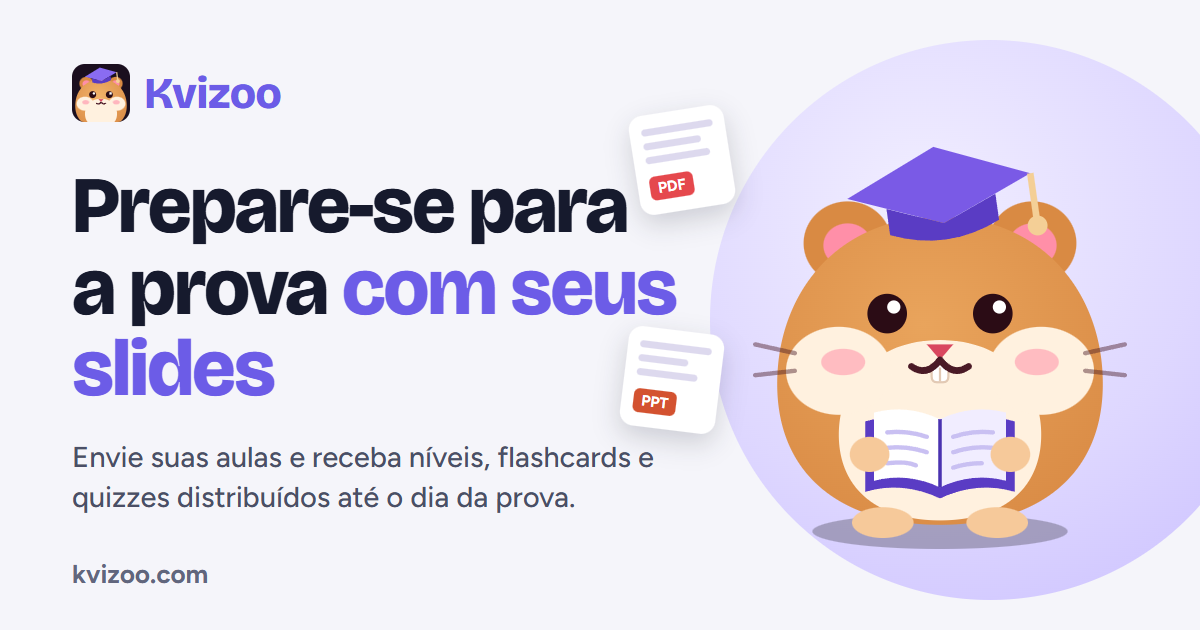 Kvizoo
Prepare-se para
a prova com seus
slides
PDF
PPT
Envie suas aulas e receba níveis, flashcards e
quizzes distribuídos até o dia da prova.
kvizoo.com